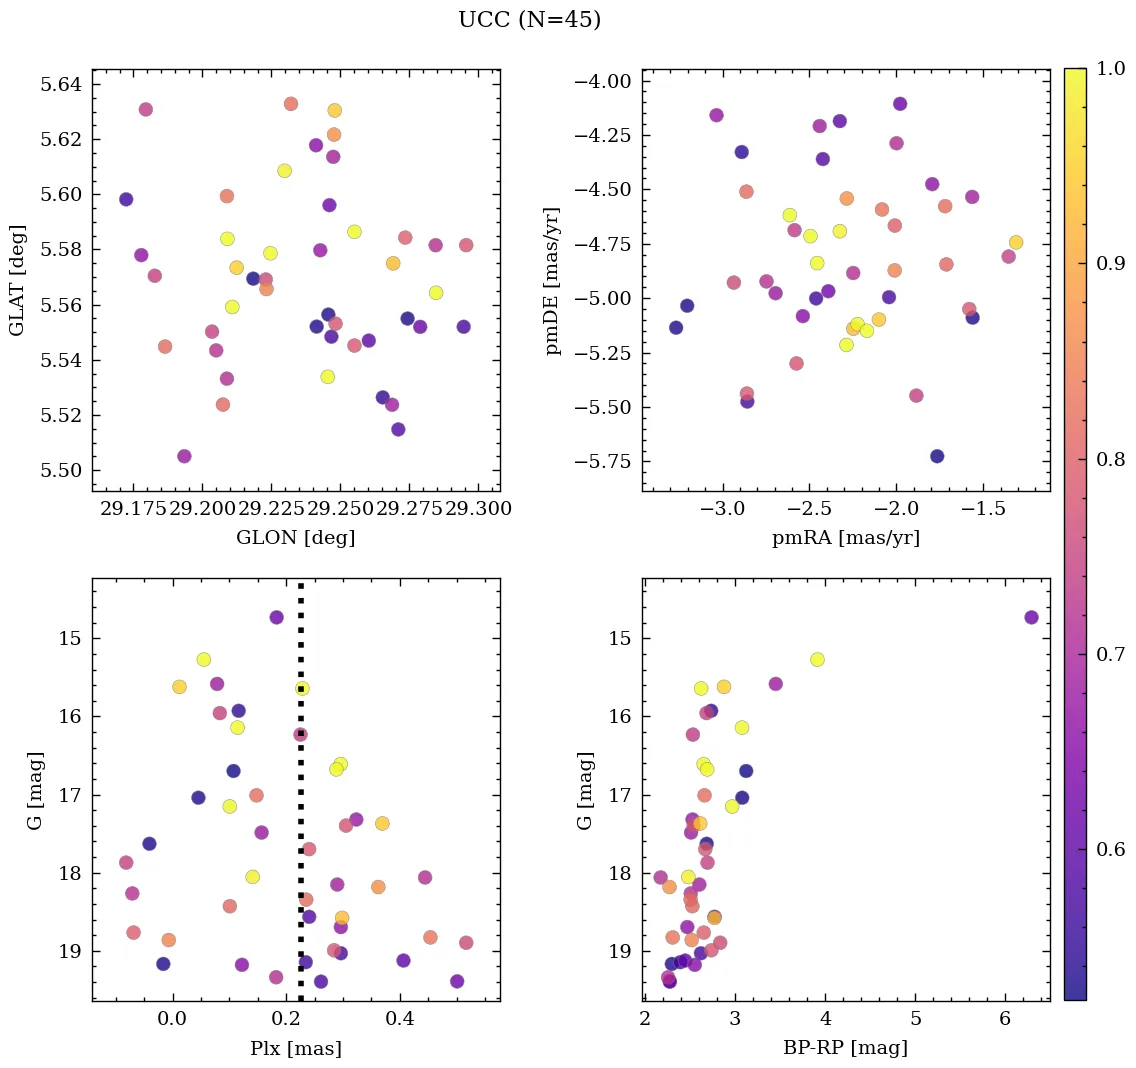 UCC (N=45)
5.64
5.62
5.60
5.58
5.56
5.54
5.52
5.50
GLAT [deg]
29.175 29.200 29.225 29.250 29.275 29.300
GLON [deg]
−4.00
−4.25
−4.50
−4.75
−5.00
−5.25
−5.50
−5.75
pmDE [mas/yr]
−3.0 −2.5 −2.0 −1.5
pmRA [mas/yr]
1.0
0.9
0.8
0.7
0.6
15
16
17
18
19
G [mag]
0.0 0.2 0.4
Plx [mas]
15
16
17
18
19
G [mag]
2 3 4 5 6
BP-RP [mag]